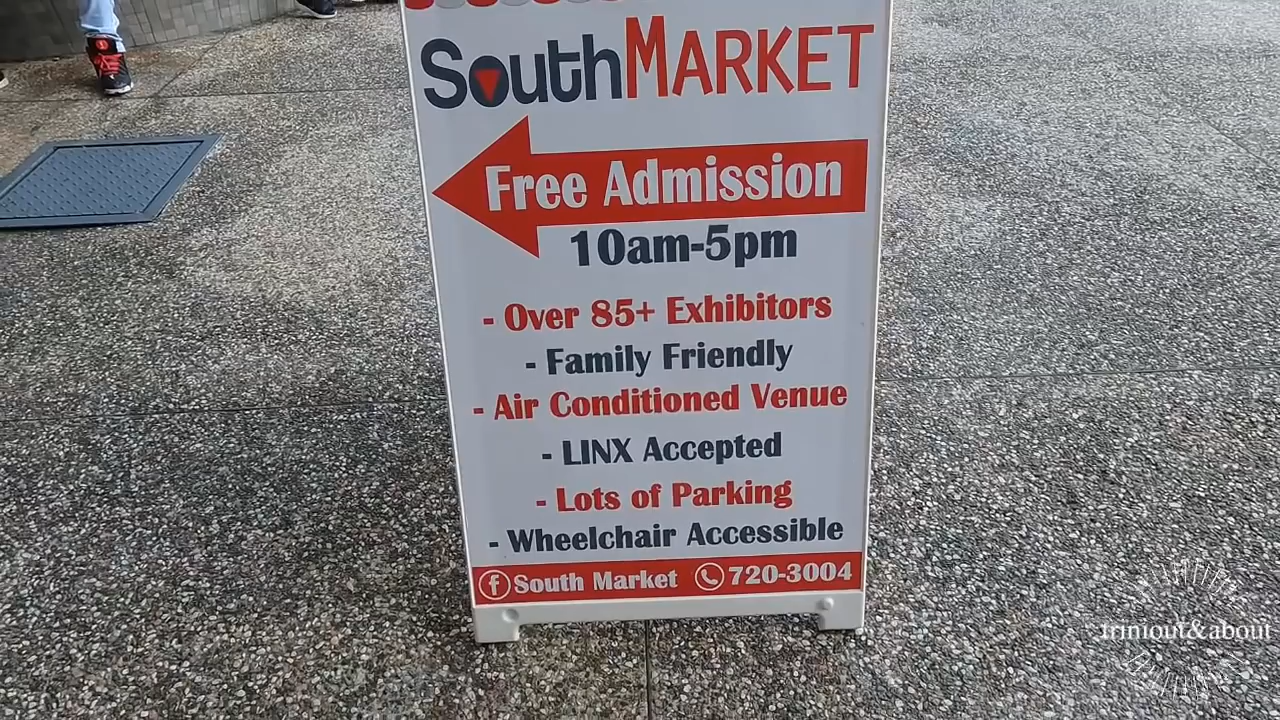 SouthMARKET
Free Admission
10am-5pm
- Over 85+ Exhibitors
- Family Friendly
- Air Conditioned Venue
- LINX Accepted
- Lots of Parking
- Wheelchair Accessible
South Market 720-3004
triniout&about